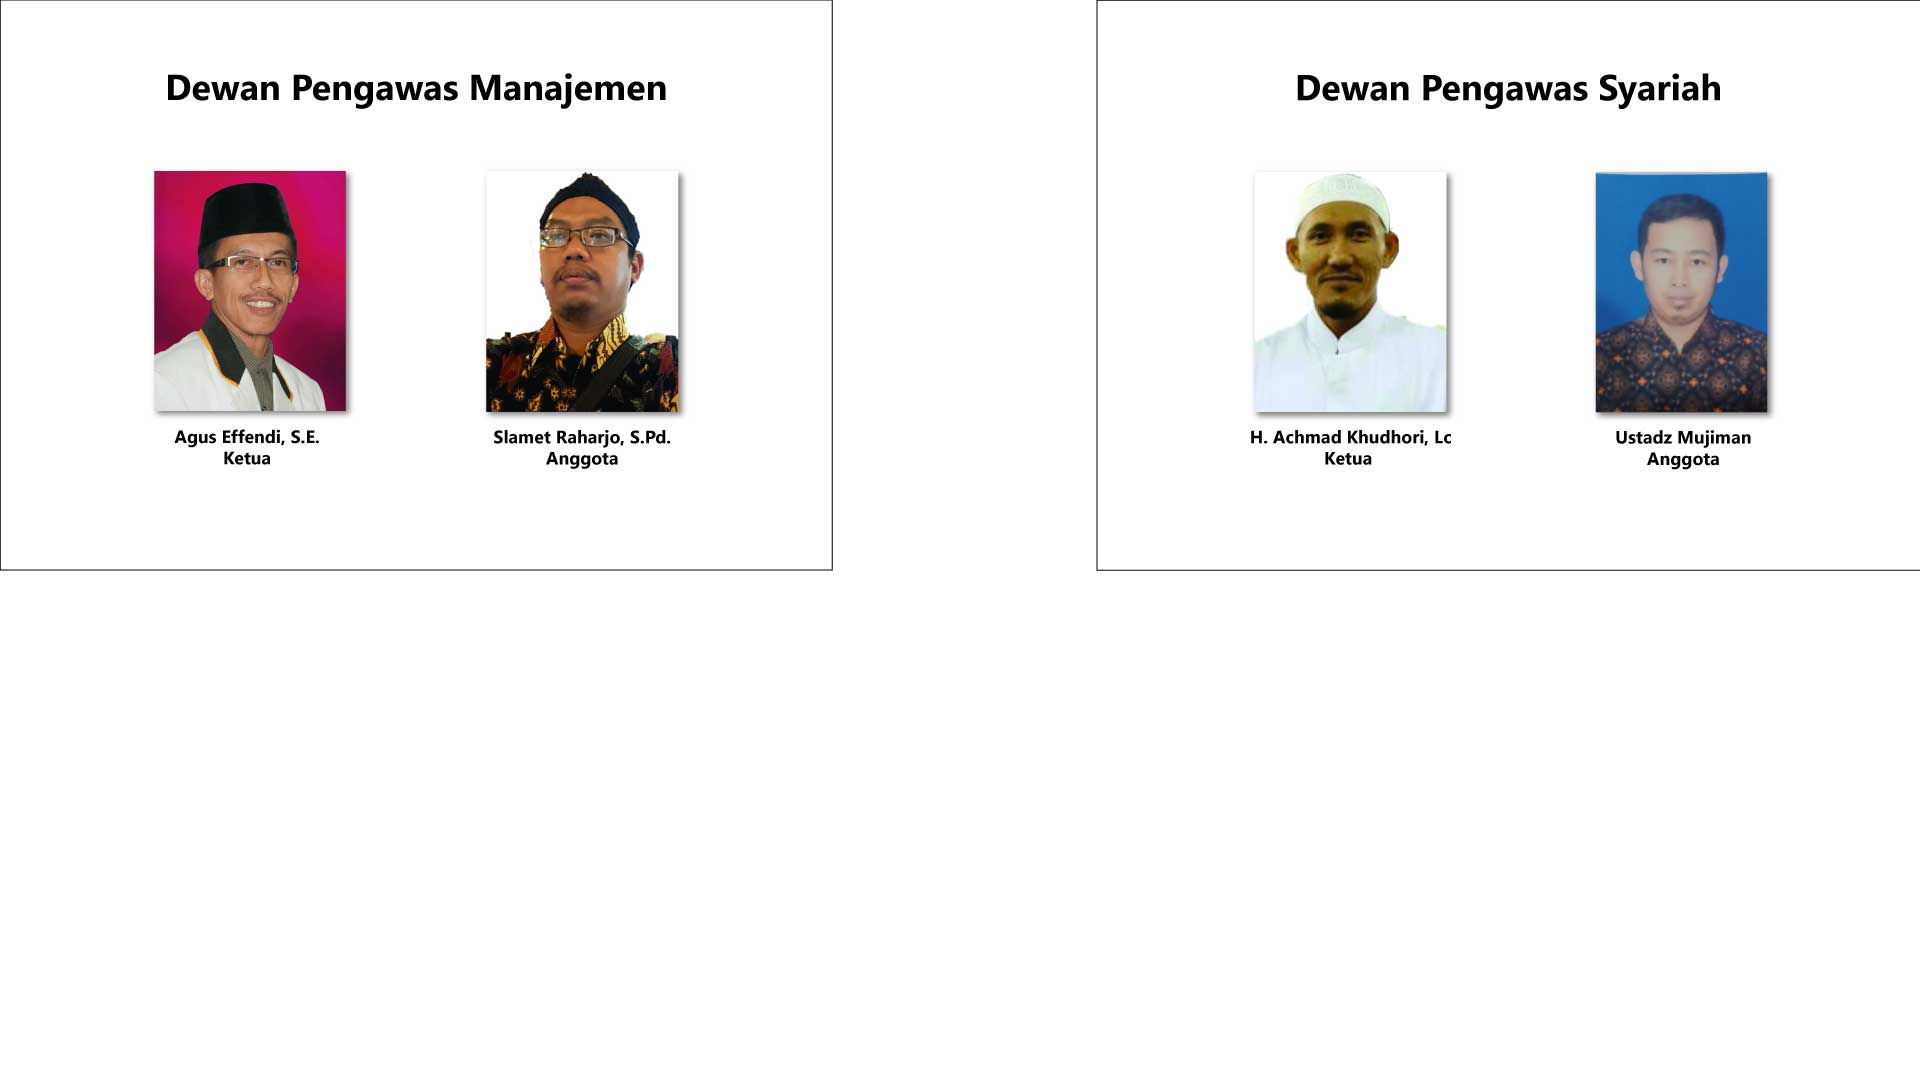 Dewan Pengawas Manajemen
Agus Effendi, S.E.
Ketua
Slamet Raharjo, S.Pd.
Anggota
Dewan Pengawas Syariah
H. Achmad Khudhori, Lc
Ketua
Ustadz Mujiman
Anggota